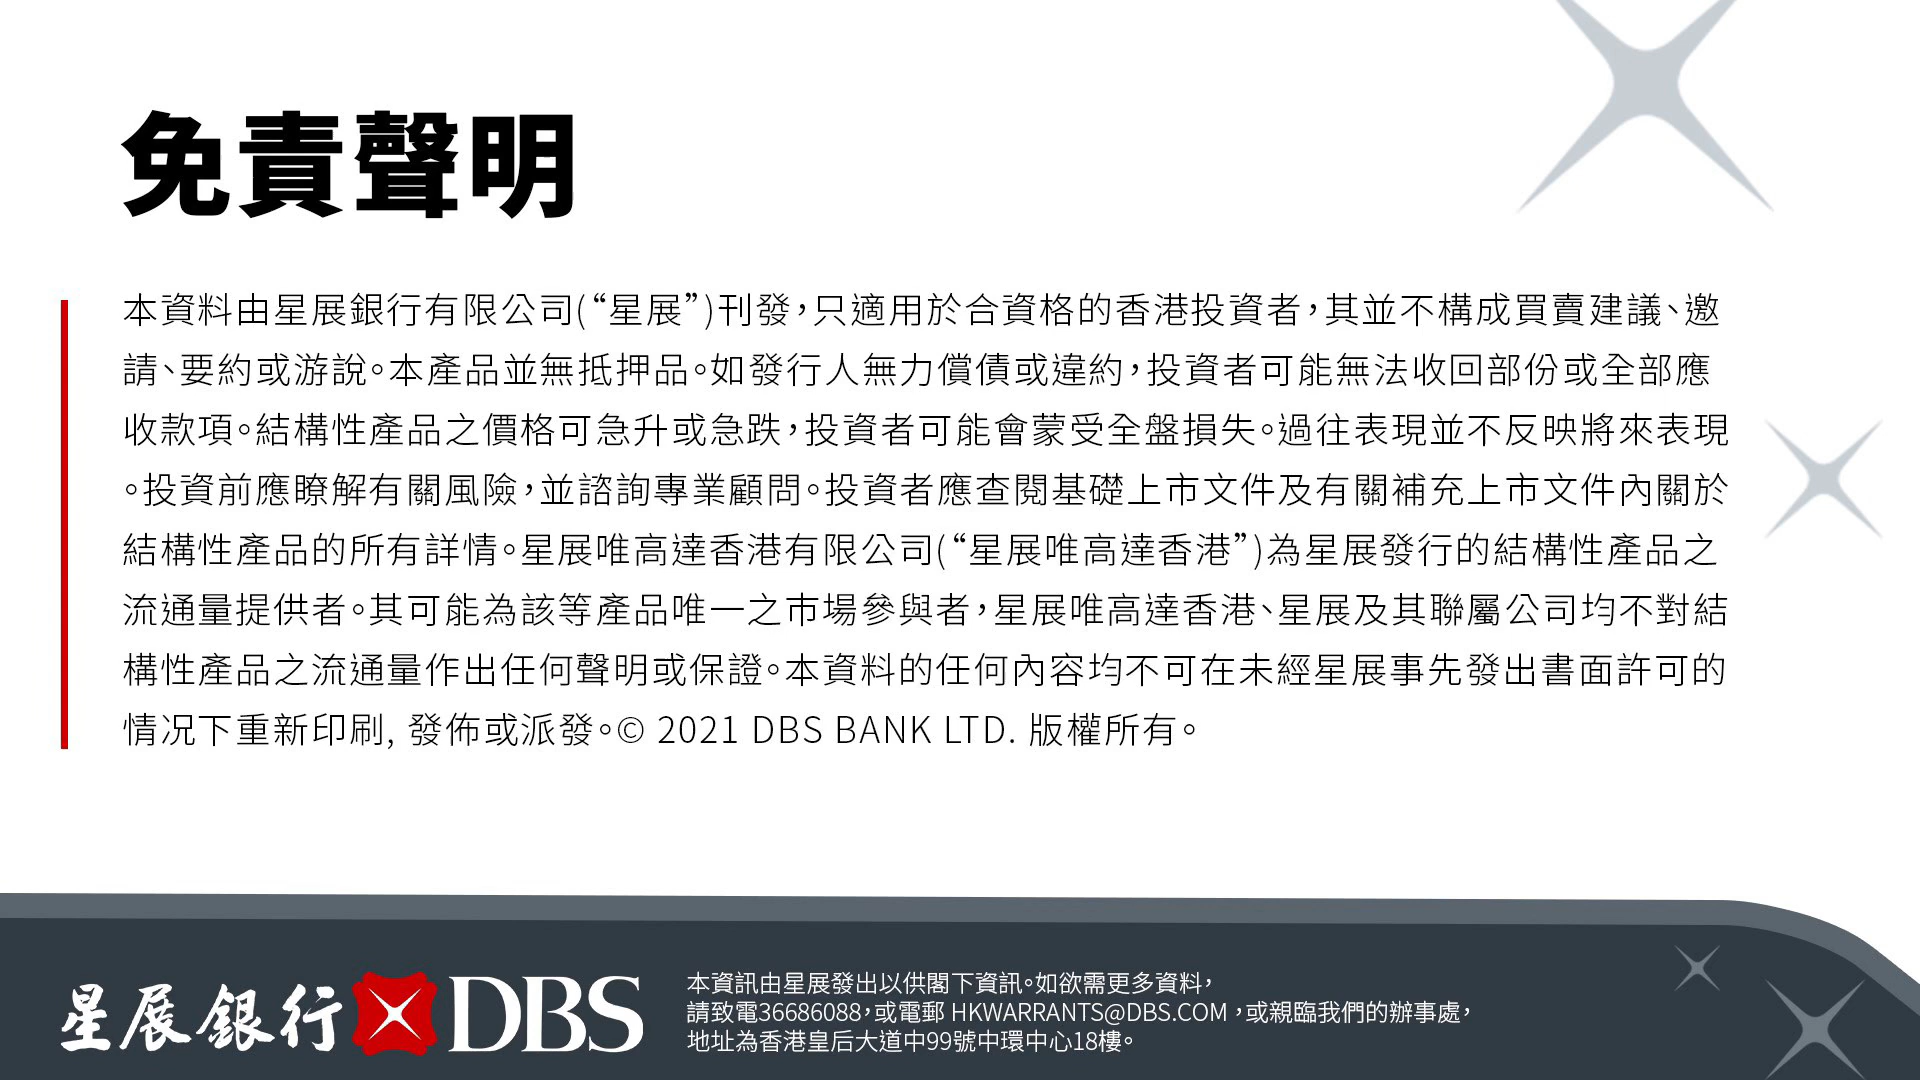 免責聲明
本資料由星展銀行有限公司(“星展”)刊發,只適用於合資格的香港投資者,其並不構成買賣建議、邀
請、要約或游說。本產品並無抵押品。如發行人無力償債或違約,投資者可能無法收回部份或全部應
收款項。結構性產品之價格可急升或急跌,投資者可能會蒙受全盤損失。過往表現並不反映將來表現
。投資前應瞭解有關風險,並諮詢專業顧問。投資者應查閱基礎上市文件及有關補充上市文件內關於
結構性產品的所有詳情。星展唯高達香港有限公司(“星展唯高達香港”)為星展發行的結構性產品之
流通量提供者。其可能為該等產品唯一之市場參與者,星展唯高達香港、星展及其聯屬公司均不對結
構性產品之流通量作出任何聲明或保證。本資料的任何內容均不可在未經星展事先發出書面許可的
情況下重新印刷, 發佈或派發。© 2021 DBS BANK LTD. 版權所有。
星展銀行 DBS
本資訊由星展發出以供閣下資訊。如欲需更多資料,
請致電36686088,或電郵 HKWARRANTS@DBS.COM ,或親臨我們的辦事處,
地址為香港皇后大道中99號中環中心18樓。